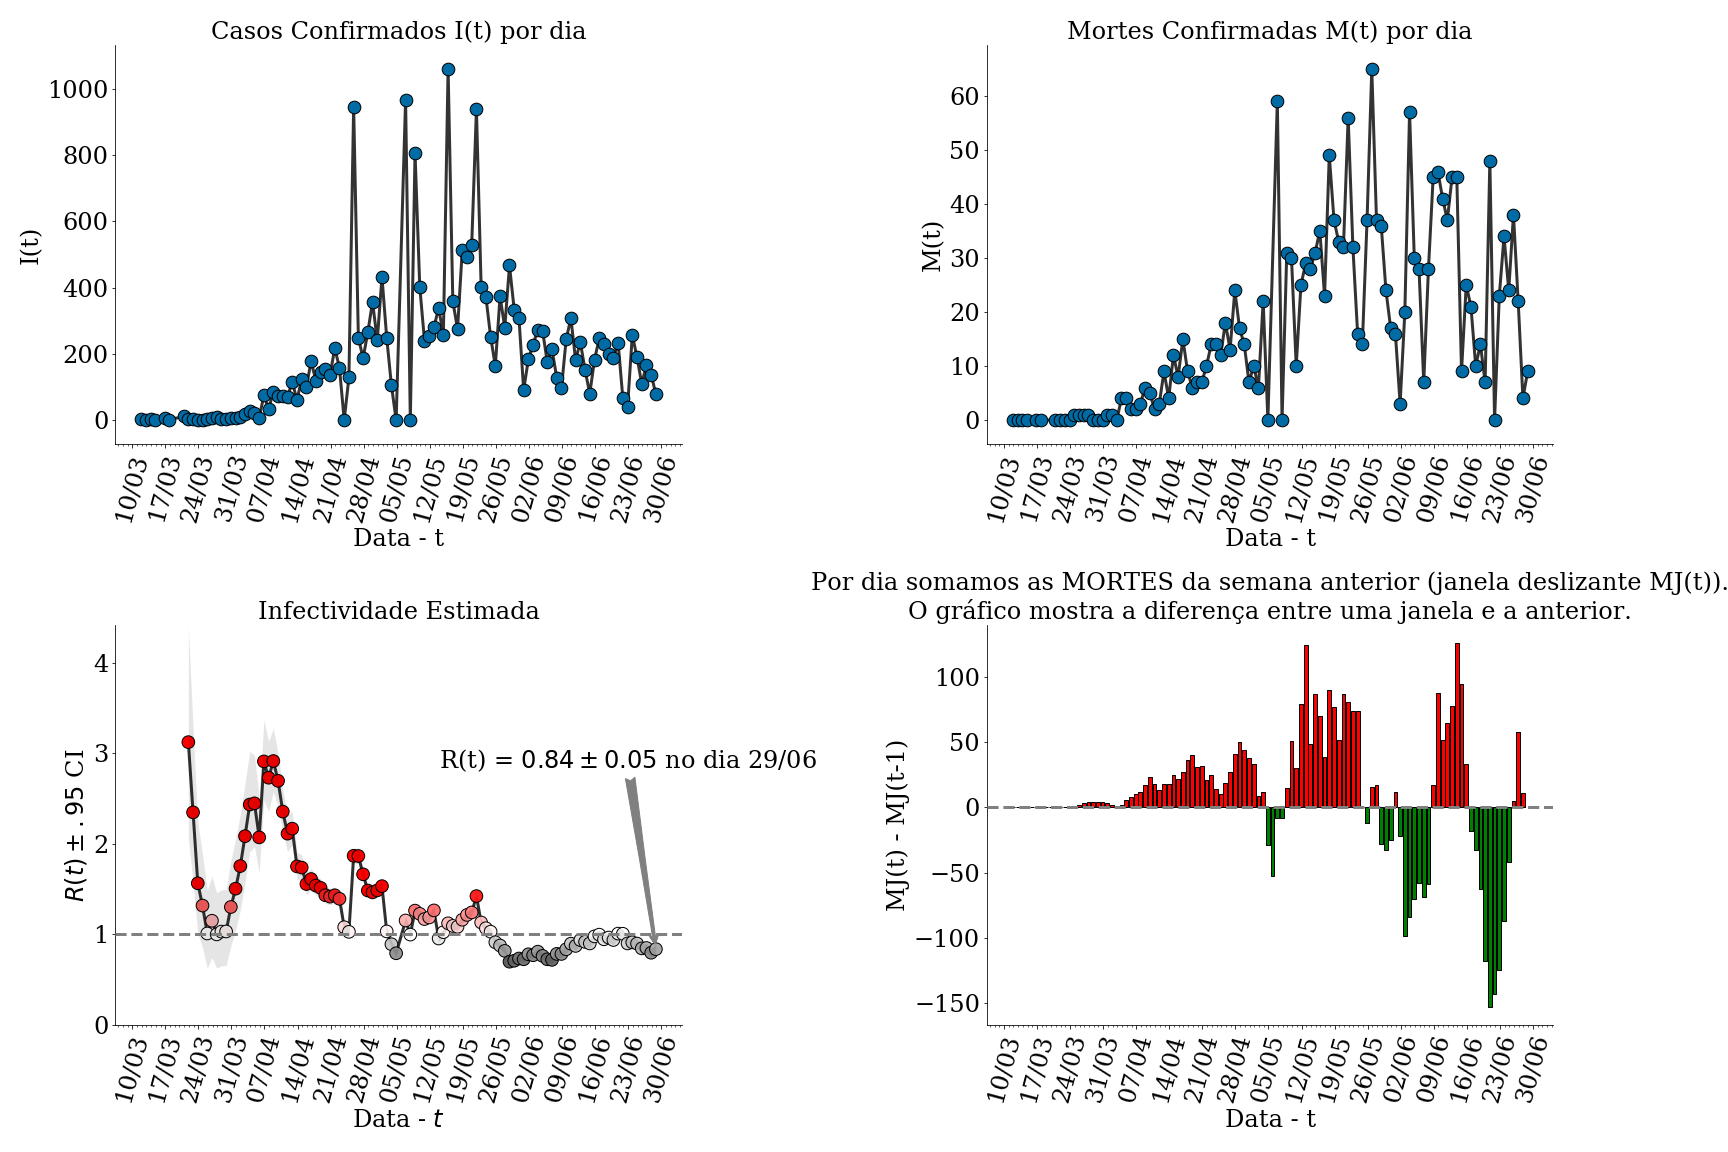 Casos Confirmados I(t) por dia
I(t)
1000
800
600
400
200
0
10/03 17/03 24/03 31/03 07/04 14/04 21/04 28/04 05/05 12/05 19/05 26/05 02/06 09/06 16/06 23/06 30/06
Data - t
Mortes Confirmadas M(t) por dia
M(t)
60
50
40
30
20
10
0
10/03 17/03 24/03 31/03 07/04 14/04 21/04 28/04 05/05 12/05 19/05 26/05 02/06 09/06 16/06 23/06 30/06
Data - t
Infectividade Estimada
R(t) ± .95 CI
4
3
2
1
0
R(t) = 0.84 ± 0.05 no dia 29/06
10/03 17/03 24/03 31/03 07/04 14/04 21/04 28/04 05/05 12/05 19/05 26/05 02/06 09/06 16/06 23/06 30/06
Data - t
Por dia somamos as MORTES da semana anterior (janela deslizante MJ(t)).
O gráfico mostra a diferença entre uma janela e a anterior.
MJ(t) - MJ(t-1)
100
50
0
−50
−100
−150
10/03 17/03 24/03 31/03 07/04 14/04 21/04 28/04 05/05 12/05 19/05 26/05 02/06 09/06 16/06 23/06 30/06
Data - t